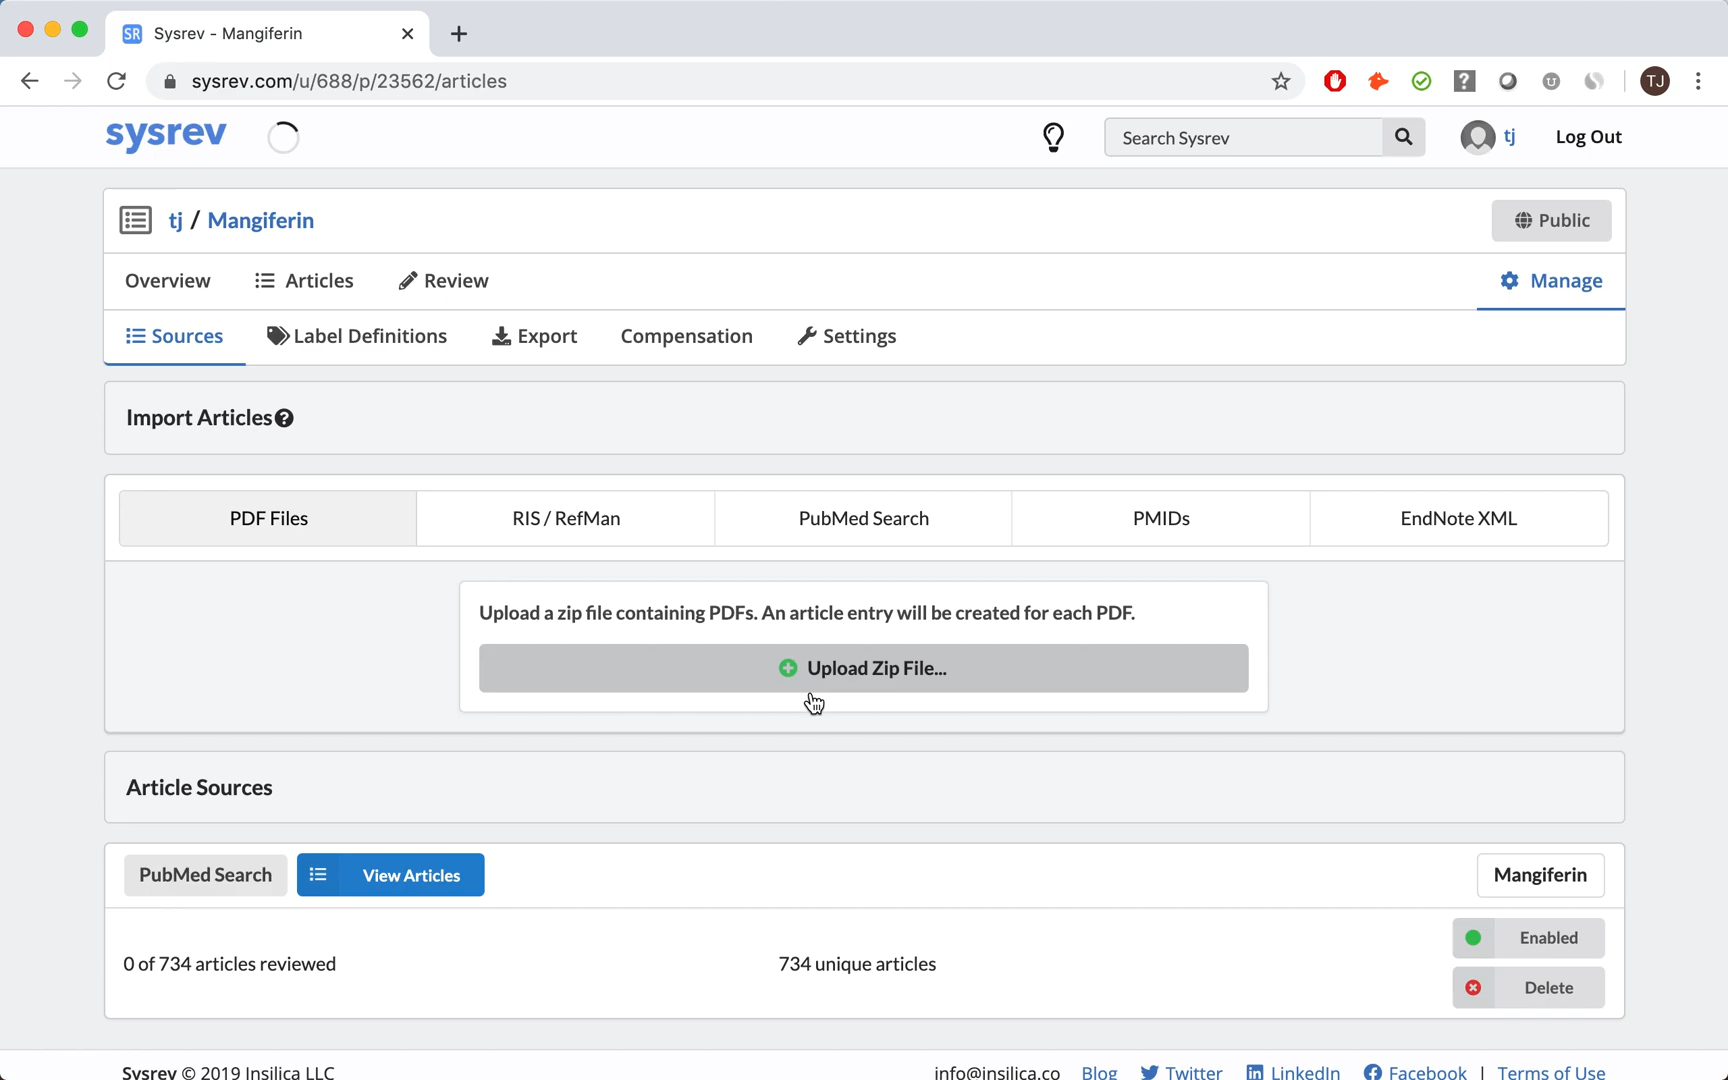 SR Sysrev - Mangiferin
sysrev.com/u/688/p/23562/articles
TJ
sysrev
Search Sysrev
tj
Log Out
tj / Mangiferin
Public
Overview
Articles
Review
Manage
Sources
Label Definitions
Export
Compensation
Settings
Import Articles
PDF Files
RIS / RefMan
PubMed Search
PMIDs
EndNote XML
Upload a zip file containing PDFs. An article entry will be created for each PDF.
Upload Zip File...
Article Sources
PubMed Search
View Articles
Mangiferin
0 of 734 articles reviewed
734 unique articles
Enabled
Delete
Sysrev © 2019 Insilica LLC
info@insilica.co
Blog
Twitter
LinkedIn
Facebook
|
Terms of Use